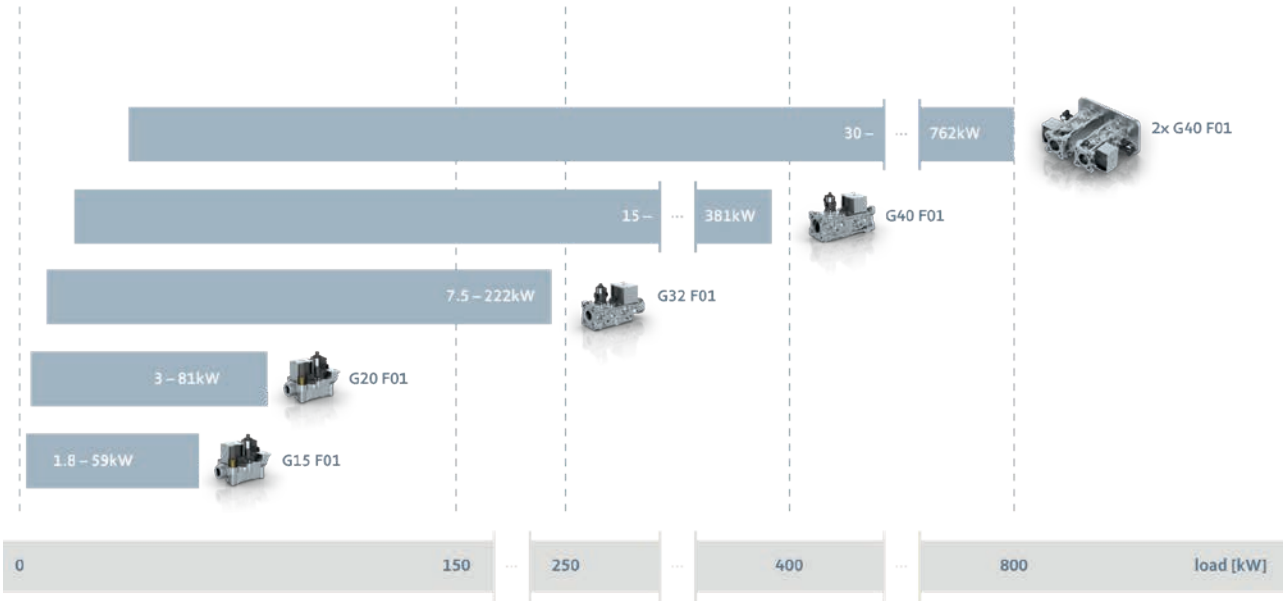 30 – ... 762kW 2x G40 F01
15 – ... 381kW G40 F01
7.5 – 222kW G32 F01
3 – 81kW G20 F01
1.8 – 59kW G15 F01
0 150 ... 250 ... 400 ... 800 load [kW]